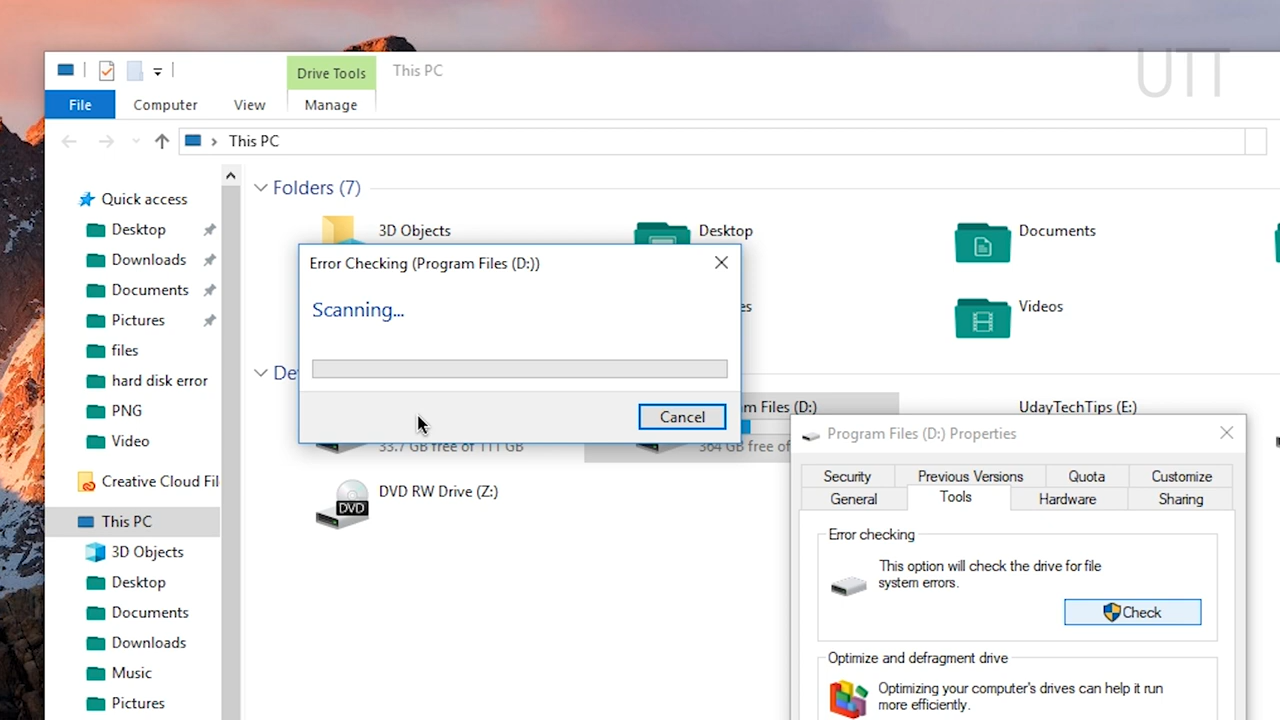 UTT
Drive Tools
This PC
File
Computer
View
Manage
This PC
Quick access
Desktop
Downloads
Documents
Pictures
files
hard disk error
PNG
Video
Creative Cloud Fil
This PC
3D Objects
Desktop
Documents
Downloads
Music
Pictures
Folders (7)
3D Objects
Desktop
Documents
Videos
Error Checking (Program Files (D:))
Scanning...
Cancel
m Files (D:)
UdayTechTips (E:)
33.7 GB free of 111 GB
364 GB free of
DVD RW Drive (Z:)
DVD
Program Files (D:) Properties
Security
Previous Versions
Quota
Customize
General
Tools
Hardware
Sharing
Error checking
This option will check the drive for file
system errors.
Check
Optimize and defragment drive
Optimizing your computer's drives can help it run
more efficiently.